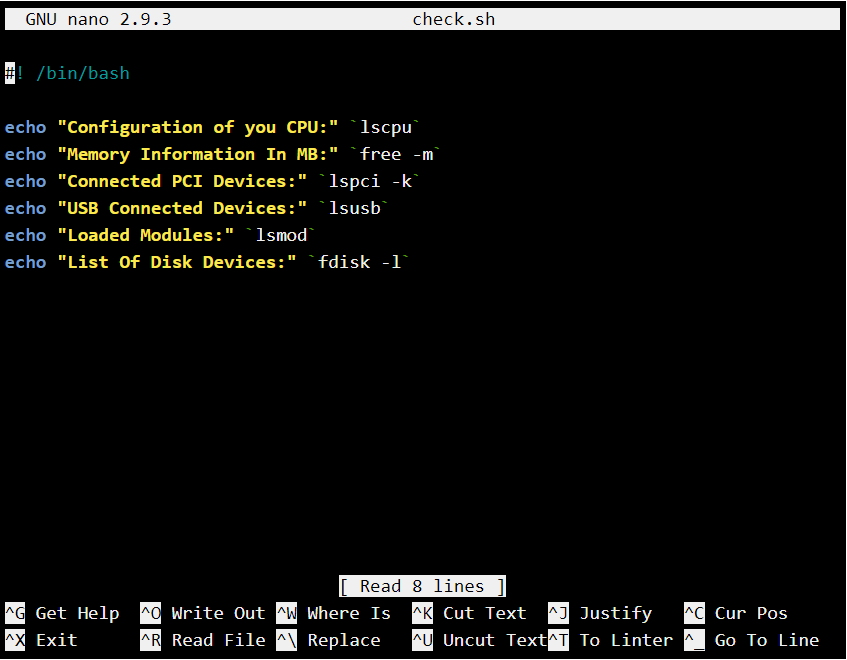 GNU nano 2.9.3 check.sh
#! /bin/bash
echo "Configuration of you CPU:" `lscpu`
echo "Memory Information In MB:" `free -m`
echo "Connected PCI Devices:" `lspci -k`
echo "USB Connected Devices:" `lsusb`
echo "Loaded Modules:" `lsmod`
echo "List Of Disk Devices:" `fdisk -l`
[ Read 8 lines ]
^G Get Help ^O Write Out ^W Where Is ^K Cut Text ^J Justify ^C Cur Pos
^X Exit ^R Read File ^\ Replace ^U Uncut Text ^T To Linter ^_ Go To Line